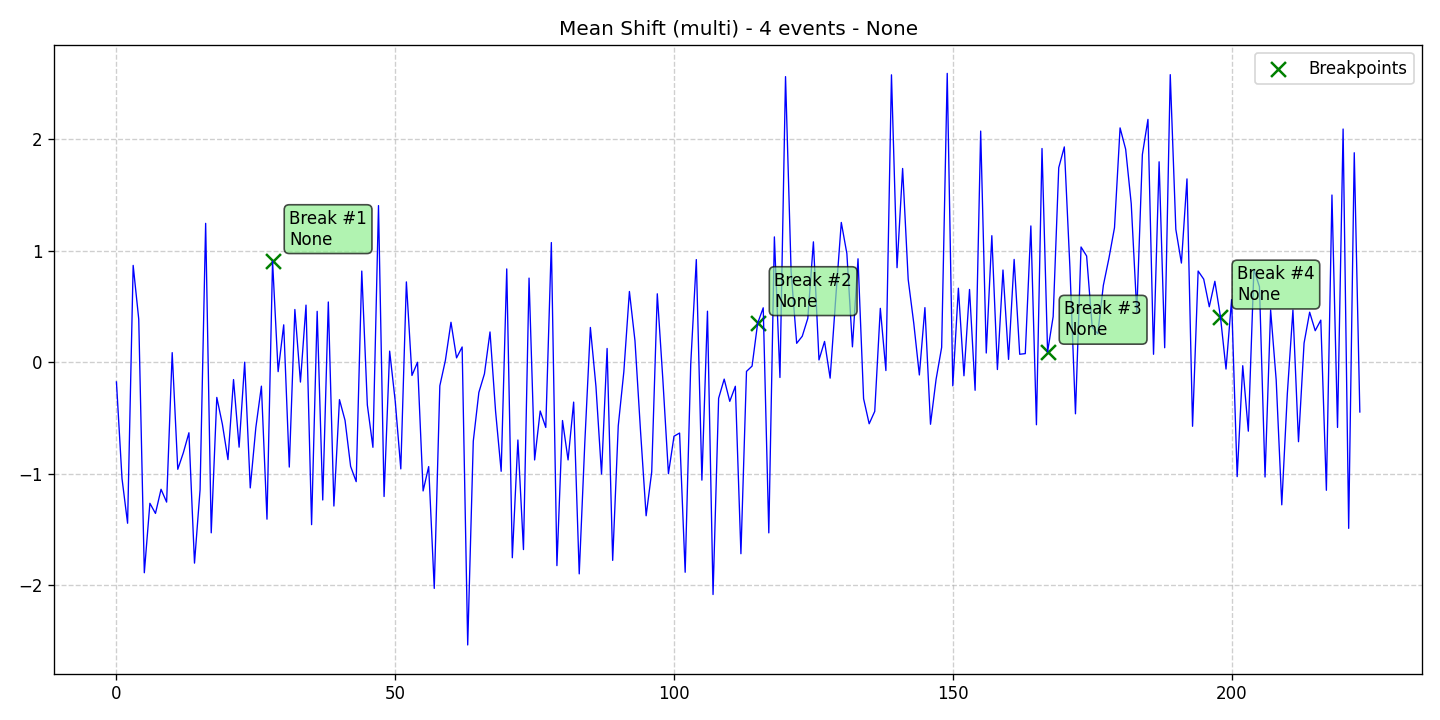 Mean Shift (multi) - 4 events - None
Breakpoints
2
1
0
−1
−2
Break #1
None
Break #2
None
Break #3
None
Break #4
None
0
50
100
150
200